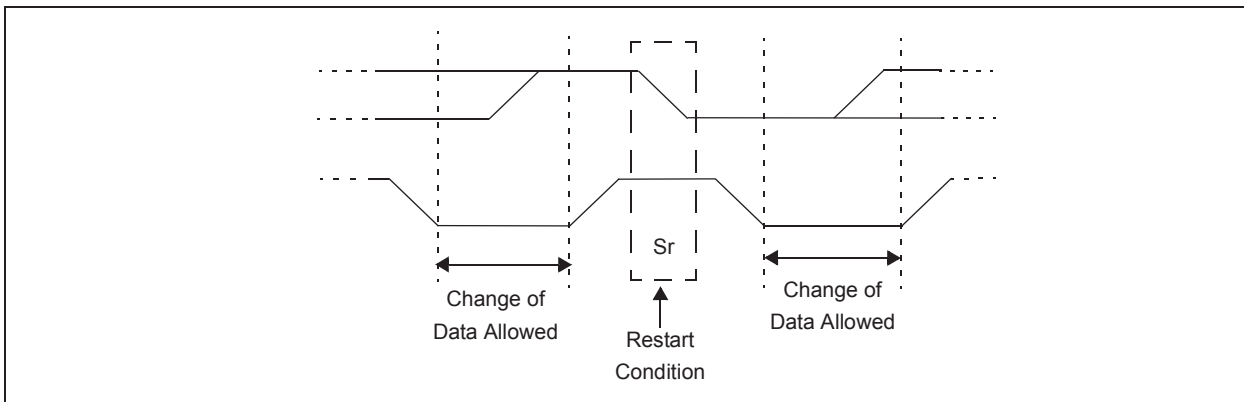 Sr
Change of
Data Allowed
Restart
Condition
Change of
Data Allowed